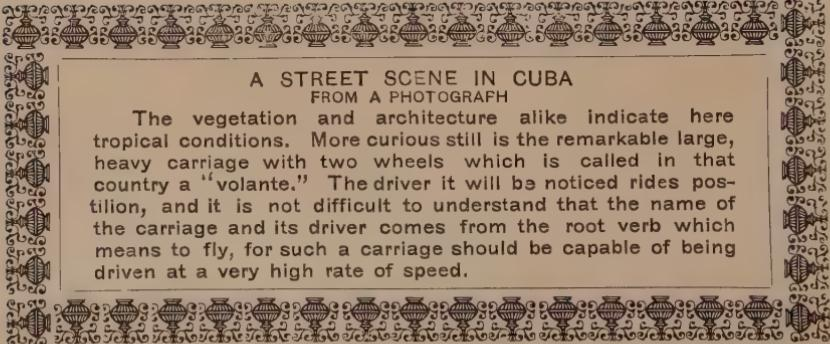 A STREET SCENE IN CUBA
FROM A PHOTOGRAPH
The vegetation and architecture alike indicate here
tropical conditions. More curious still is the remarkable large,
heavy carriage with two wheels which is called in that
country a "volante." The driver it will be noticed rides pos-
tilion, and it is not difficult to understand that the name of
the carriage and its driver comes from the root verb which
means to fly, for such a carriage should be capable of being
driven at a very high rate of speed.